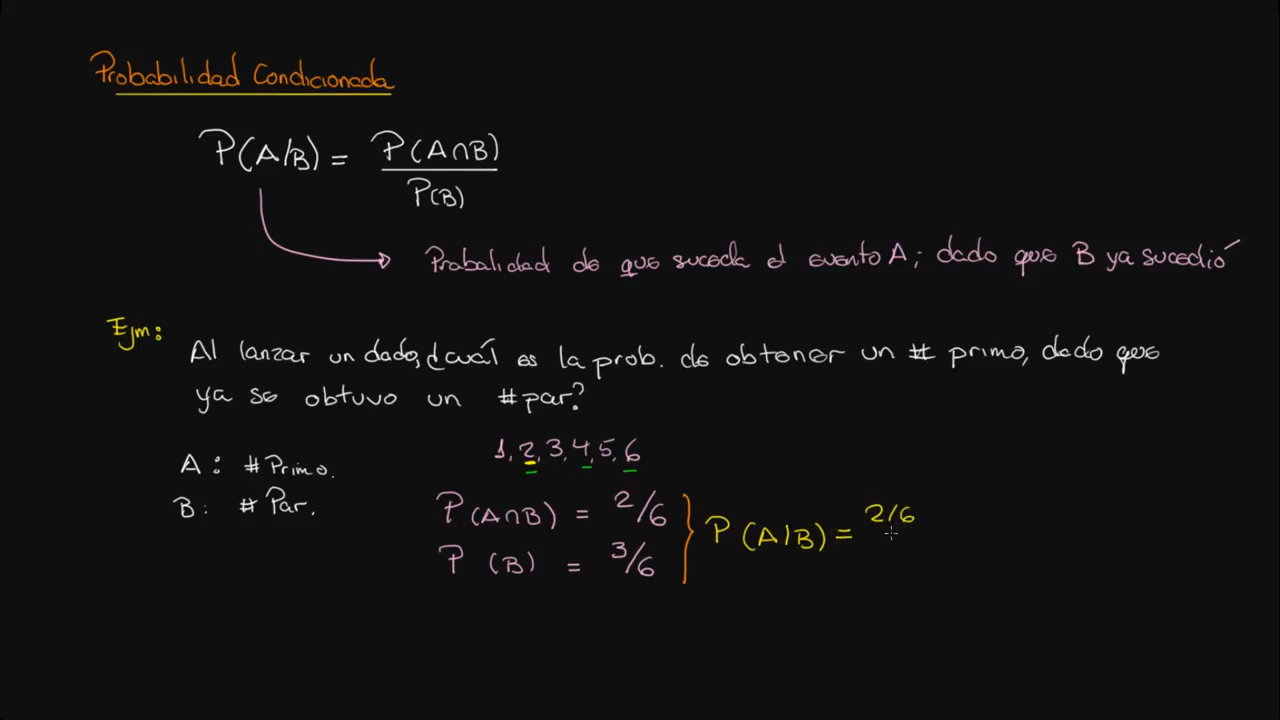 Probabilidad Condicionada
P(A/B) = P(A∩B) / P(B)
Probabalidad de que suceda el evento A; dado que B ya sucedió
Ejm:
Al lanzar un dado, ¿cuál es la prob. de obtener un # primo, dado que
ya se obtuvo un #par?
1, 2, 3, 4, 5, 6
A: #Primo.
B: # Par.
P(A∩B) = 2/6
P (B) = 3/6
P (A/B) = 2/6